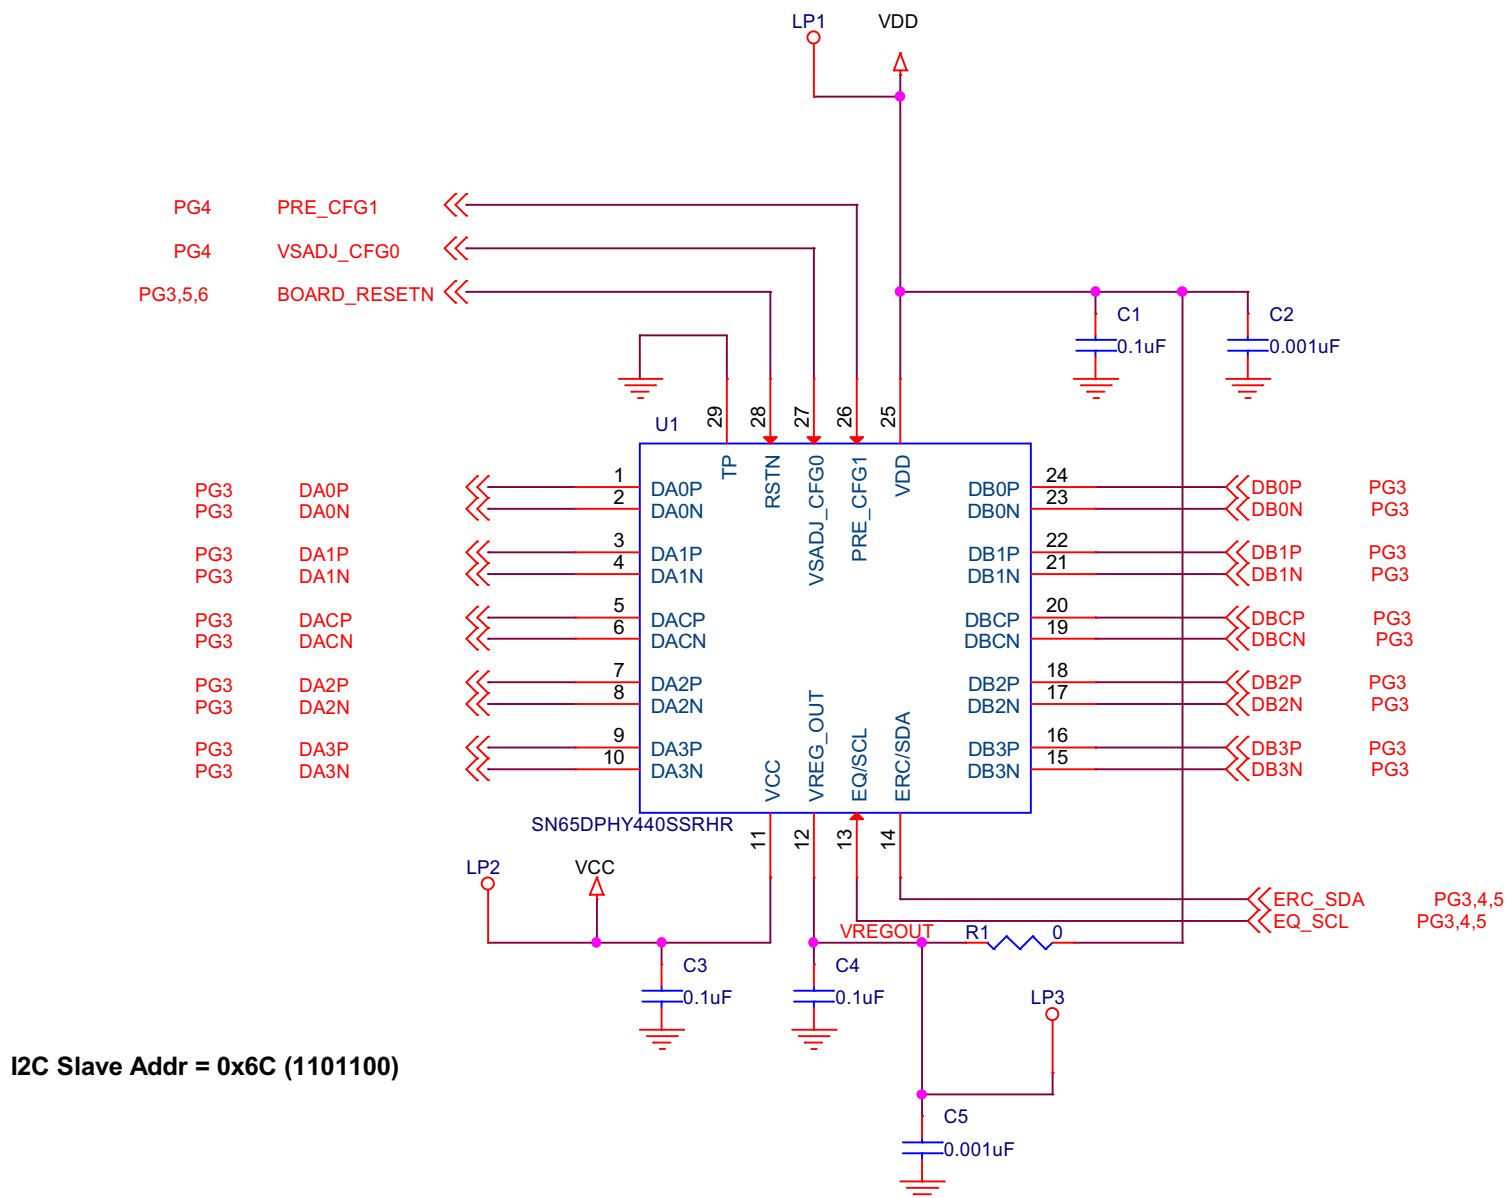 LP1 VDD
PG4 PRE_CFG1
PG4 VSADJ_CFG0
PG3,5,6 BOARD_RESETN
C1 C2
0.1uF 0.001uF
29 28 27 26 25
U1
TP RSTN VSADJ_CFG0 PRE_CFG1 VDD
PG3 DA0P 1 DA0P DB0P 24 DB0P PG3
PG3 DA0N 2 DA0N DB0N 23 DB0N PG3
PG3 DA1P 3 DA1P DB1P 22 DB1P PG3
PG3 DA1N 4 DA1N DB1N 21 DB1N PG3
PG3 DACP 5 DACP DBCP 20 DBCP PG3
PG3 DACN 6 DACN DBCN 19 DBCN PG3
PG3 DA2P 7 DA2P DB2P 18 DB2P PG3
PG3 DA2N 8 DA2N DB2N 17 DB2N PG3
PG3 DA3P 9 DA3P DB3P 16 DB3P PG3
PG3 DA3N 10 DA3N DB3N 15 DB3N PG3
VCC VREG_OUT EQ/SCL ERC/SDA
SN65DPHY440SSRHR
11 12 13 14
LP2 VCC
ERC_SDA PG3,4,5
EQ_SCL PG3,4,5
VREGOUT R1 0
C3 C4
0.1uF 0.1uF
LP3
I2C Slave Addr = 0x6C (1101100)
C5
0.001uF